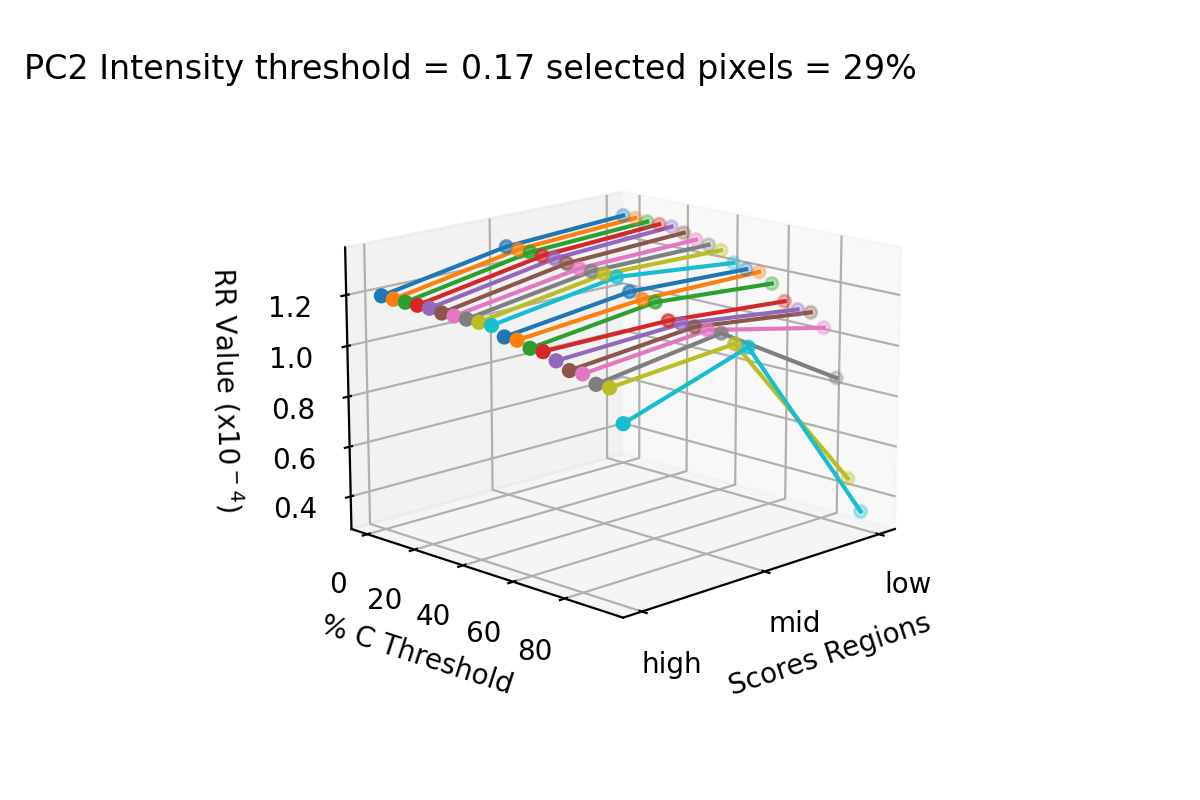 PC2 Intensity threshold = 0.17 selected pixels = 29%
RR Value (x10⁻⁴)
1.2
1.0
0.8
0.6
0.4
0
20
40
60
80
% C Threshold
high
mid
low
Scores Regions